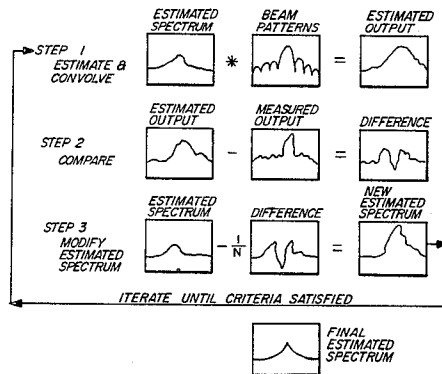 ESTIMATED SPECTRUM
BEAM PATTERNS
ESTIMATED OUTPUT
STEP 1
ESTIMATE &
CONVOLVE
*
=
ESTIMATED OUTPUT
MEASURED OUTPUT
DIFFERENCE
STEP 2
COMPARE
-
=
ESTIMATED SPECTRUM
DIFFERENCE
NEW ESTIMATED SPECTRUM
STEP 3
MODIFY
ESTIMATED
SPECTRUM
- 1/N
=
ITERATE UNTIL CRITERIA SATISFIED
FINAL
ESTIMATED
SPECTRUM